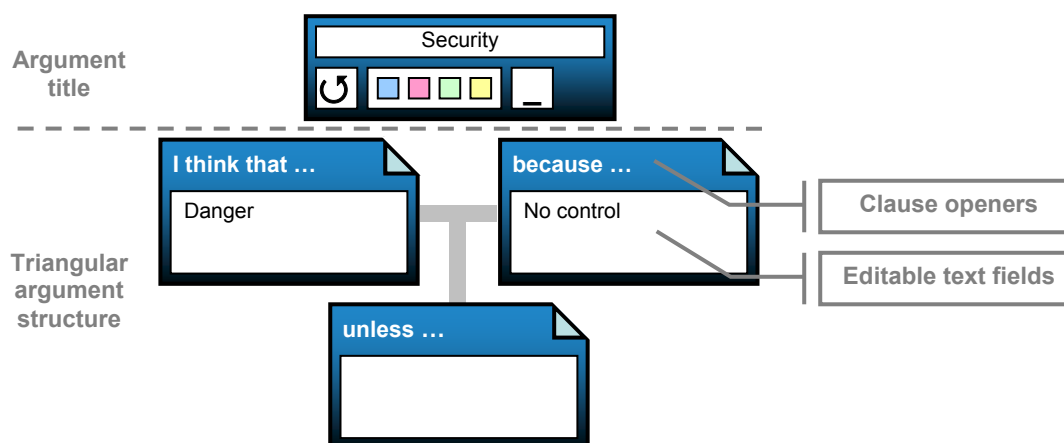 Security
Argument
title
I think that …
because …
Danger
No control
Clause openers
Editable text fields
Triangular
argument
structure
unless …